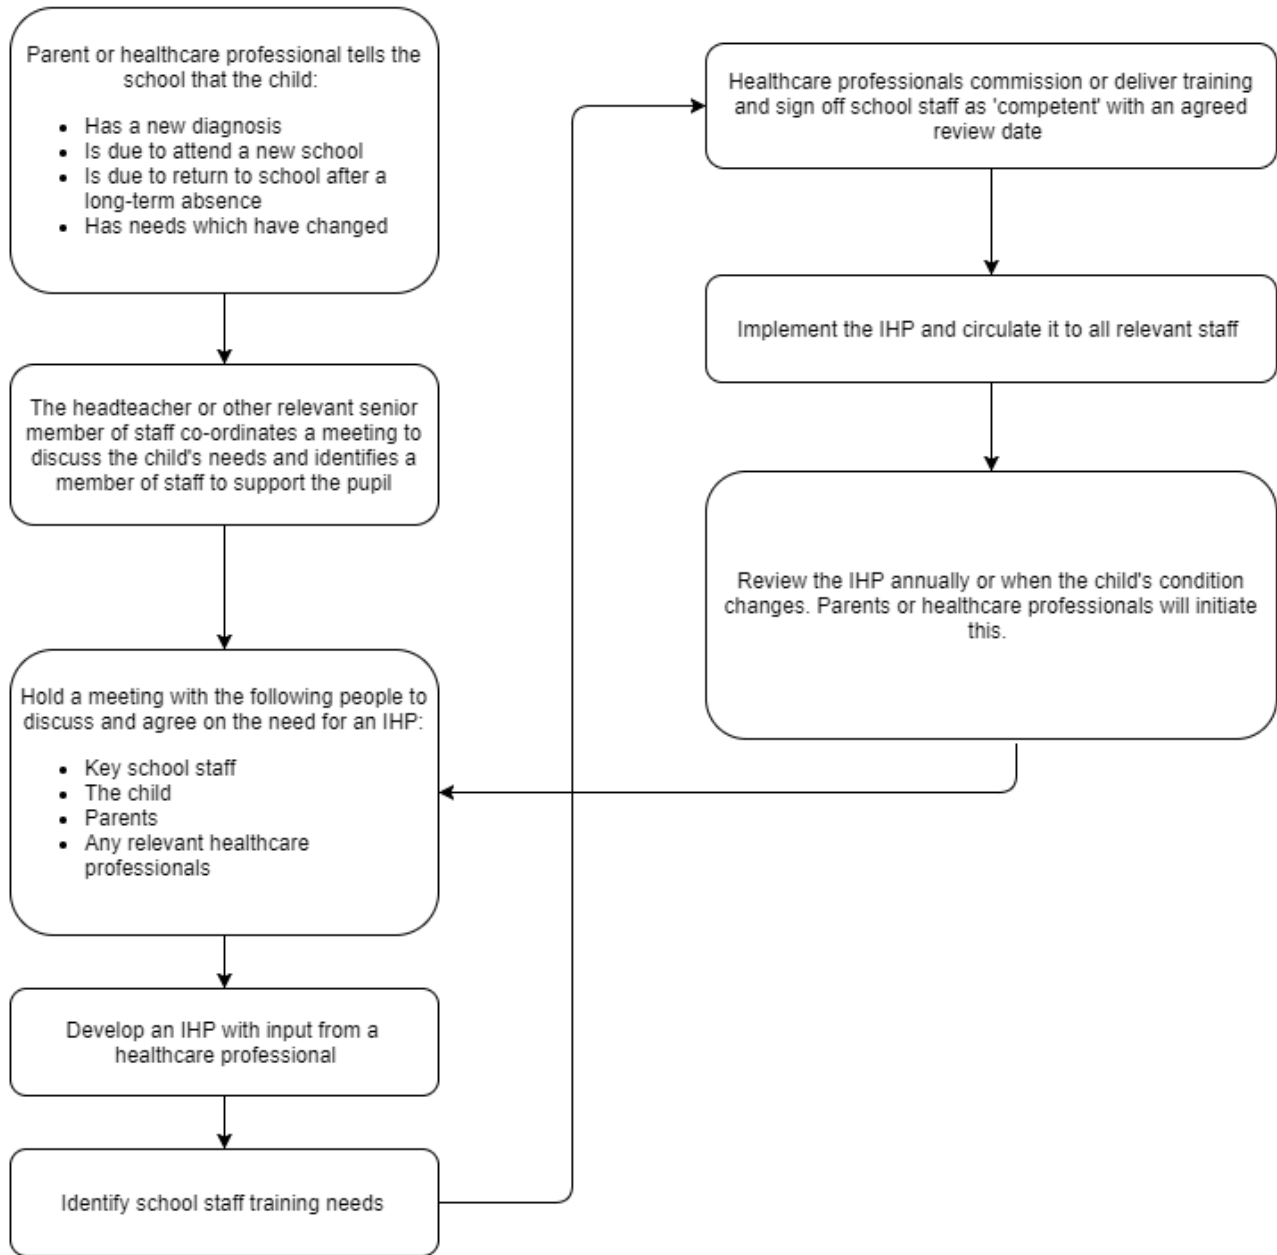 Parent or healthcare professional tells the
school that the child:
• Has a new diagnosis
• Is due to attend a new school
• Is due to return to school after a
long-term absence
• Has needs which have changed
The headteacher or other relevant senior
member of staff co-ordinates a meeting to
discuss the child's needs and identifies a
member of staff to support the pupil
Hold a meeting with the following people to
discuss and agree on the need for an IHP:
• Key school staff
• The child
• Parents
• Any relevant healthcare
professionals
Develop an IHP with input from a
healthcare professional
Identify school staff training needs
Healthcare professionals commission or deliver training
and sign off school staff as 'competent' with an agreed
review date
Implement the IHP and circulate it to all relevant staff
Review the IHP annually or when the child's condition
changes. Parents or healthcare professionals will initiate
this.